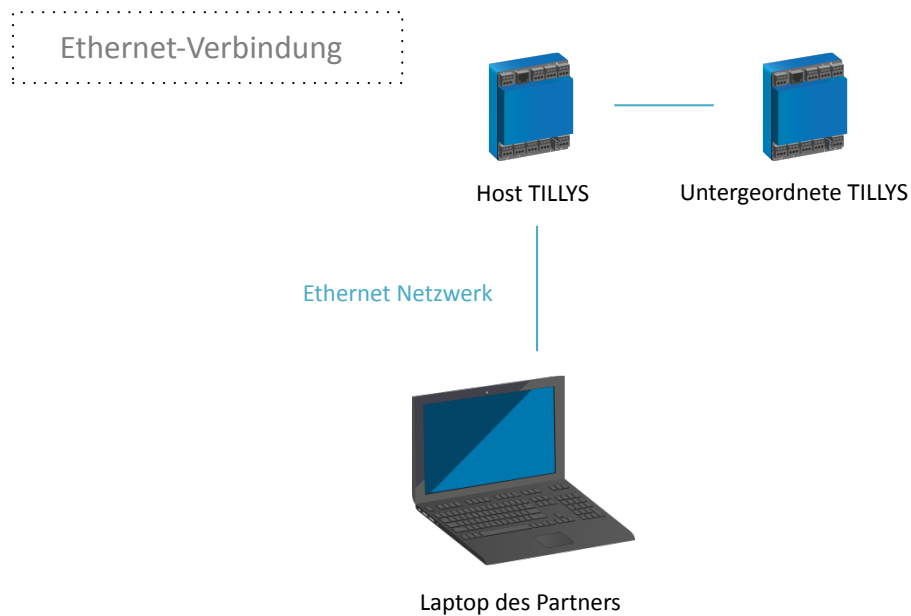 Ethernet-Verbindung
Host TILLYS
Untergeordnete TILLYS
Ethernet Netzwerk
Laptop des Partners